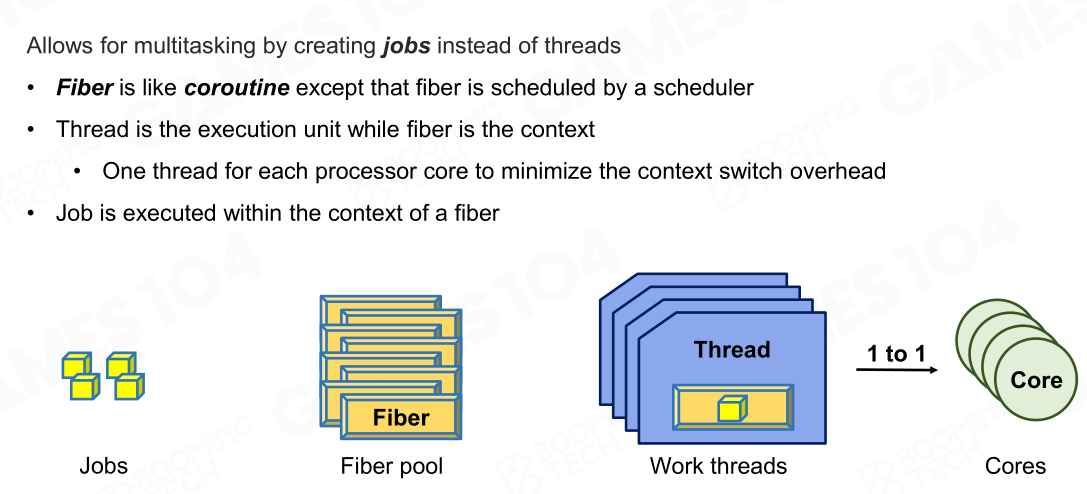 Allows for multitasking by creating jobs instead of threads
• Fiber is like coroutine except that fiber is scheduled by a scheduler
• Thread is the execution unit while fiber is the context
• One thread for each processor core to minimize the context switch overhead
• Job is executed within the context of a fiber
Thread
1 to 1
Core
Fiber
Jobs
Fiber pool
Work threads
Cores
GAMES104
BOOMING
TECH